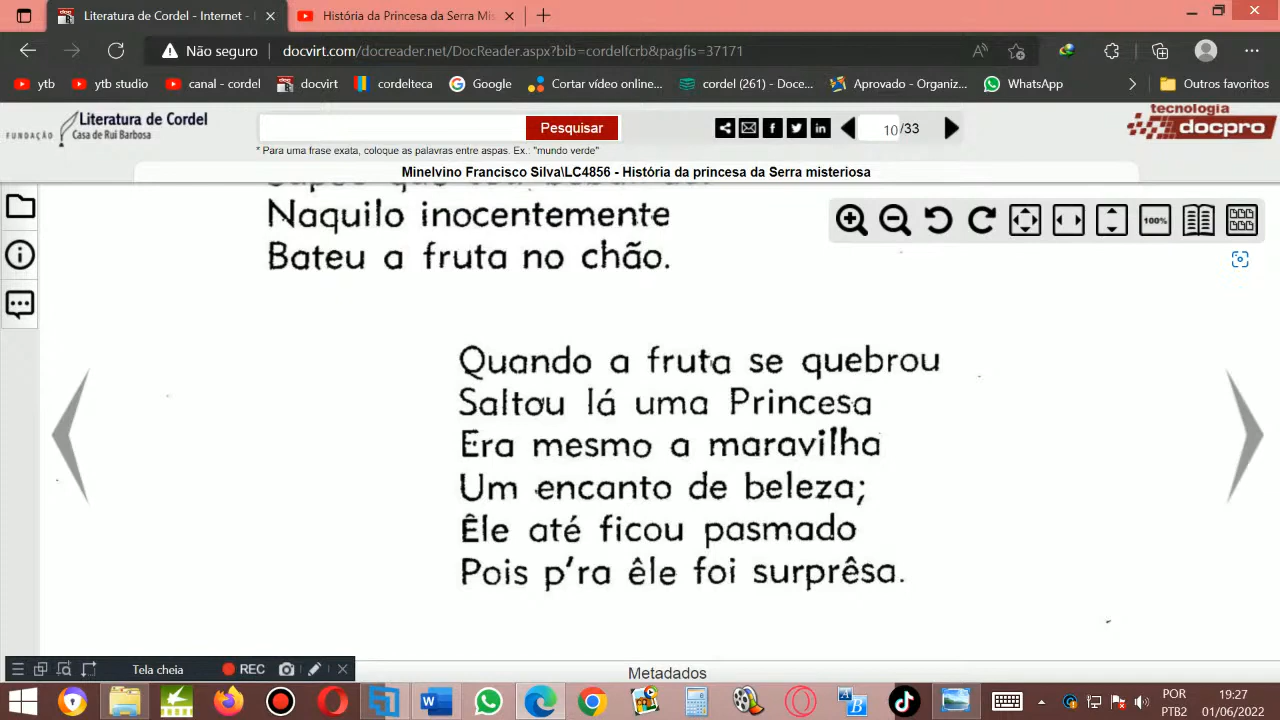 Literatura de Cordel - Internet -
História da Princesa da Serra Mis
Não seguro
docvirt.com/docreader.net/DocReader.aspx?bib=cordelfcrb&pagfis=37171
ytb
ytb studio
canal - cordel
docvirt
cordelteca
Google
Cortar vídeo online...
cordel (261) - Doce...
Aprovado - Organiz...
WhatsApp
Outros favoritos
FUNDAÇÃO
Literatura de Cordel
Casa de Rui Barbosa
Pesquisar
10 /33
tecnologia
docpro
* Para uma frase exata, coloque as palavras entre aspas. Ex.: "mundo verde"
Minelvino Francisco Silva\LC4856 - História da princesa da Serra misteriosa
100%
Naquilo inocentemente
Bateu a fruta no chão.
Quando a fruta se quebrou
Saltou lá uma Princesa
Era mesmo a maravilha
Um encanto de beleza;
Êle até ficou pasmado
Pois p'ra êle foi surprêsa.
Tela cheia
REC
Metadados
POR
PTB2
19:27
01/06/2022